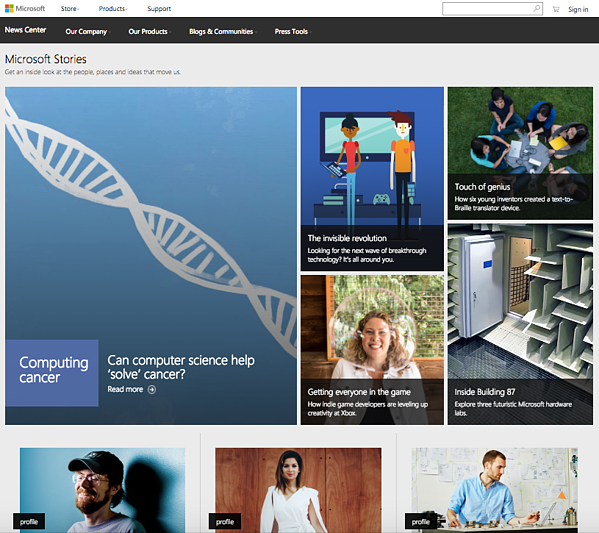 Microsoft Store Products Support Sign in
News Center Our Company Our Products Blogs & Communities Press Tools
Microsoft Stories
Get an inside look at the people, places and ideas that move us.
Computing
cancer
Can computer science help
‘solve’ cancer?
Read more
The invisible revolution
Looking for the next wave of breakthrough
technology? It's all around you.
Touch of genius
How six young inventors created a text-to-
Braille translator device.
Getting everyone in the game
How indie game developers are leveling up
creativity at Xbox.
Inside Building 87
Explore three futuristic Microsoft hardware
labs.
profile
profile
profile